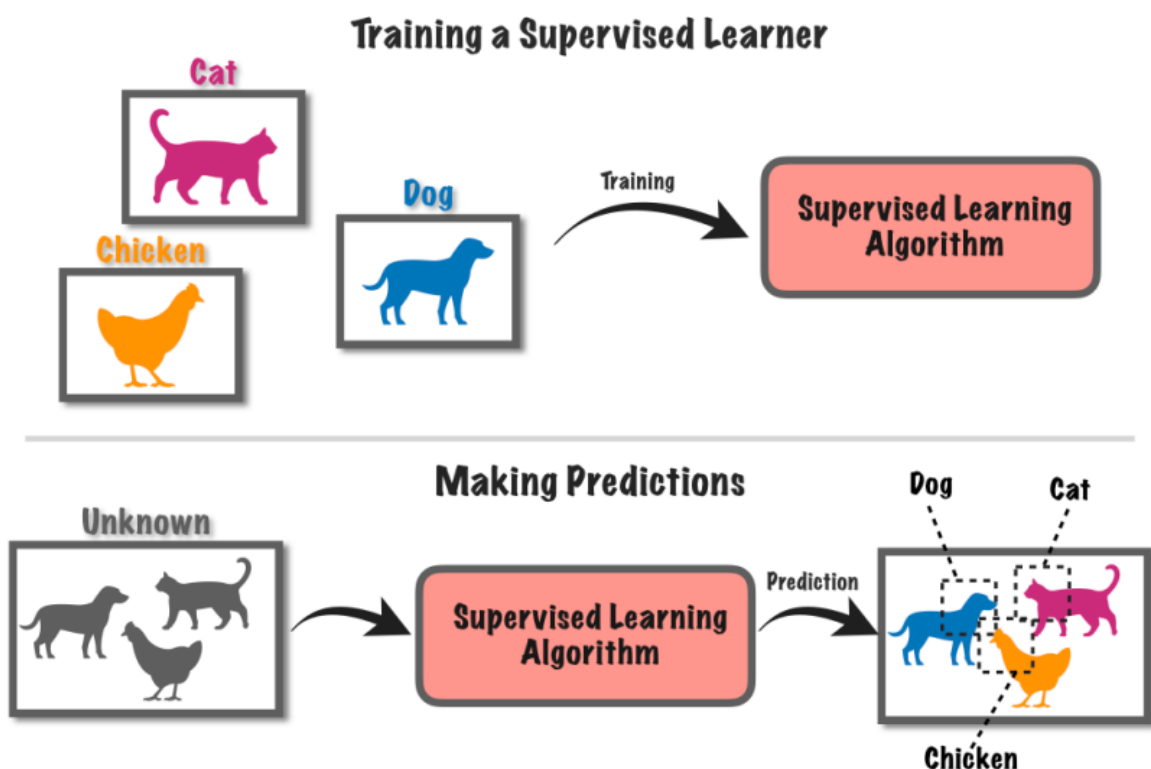 Training a Supervised Learner
Cat
Dog
Chicken
Training
Supervised Learning
Algorithm
Making Predictions
Unknown
Supervised Learning
Algorithm
Prediction
Dog
Cat
Chicken